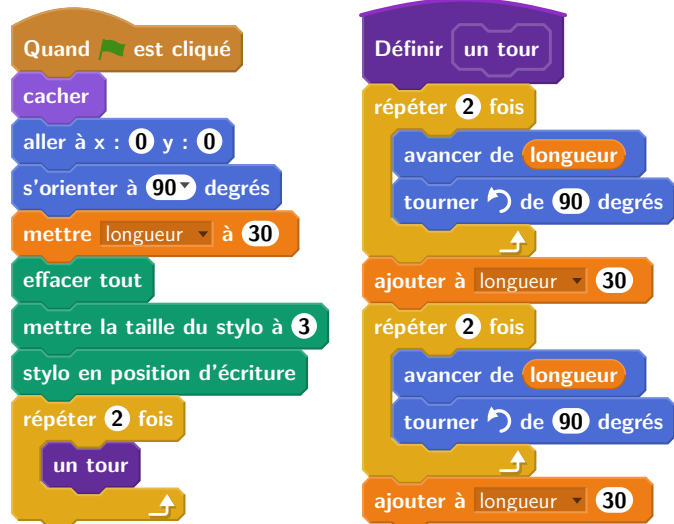 Quand est cliqué
cacher
aller à x : 0 y : 0
s'orienter à 90 degrés
mettre longueur à 30
effacer tout
mettre la taille du stylo à 3
stylo en position d'écriture
répéter 2 fois
un tour
Définir un tour
répéter 2 fois
avancer de longueur
tourner de 90 degrés
ajouter à longueur 30
répéter 2 fois
avancer de longueur
tourner de 90 degrés
ajouter à longueur 30